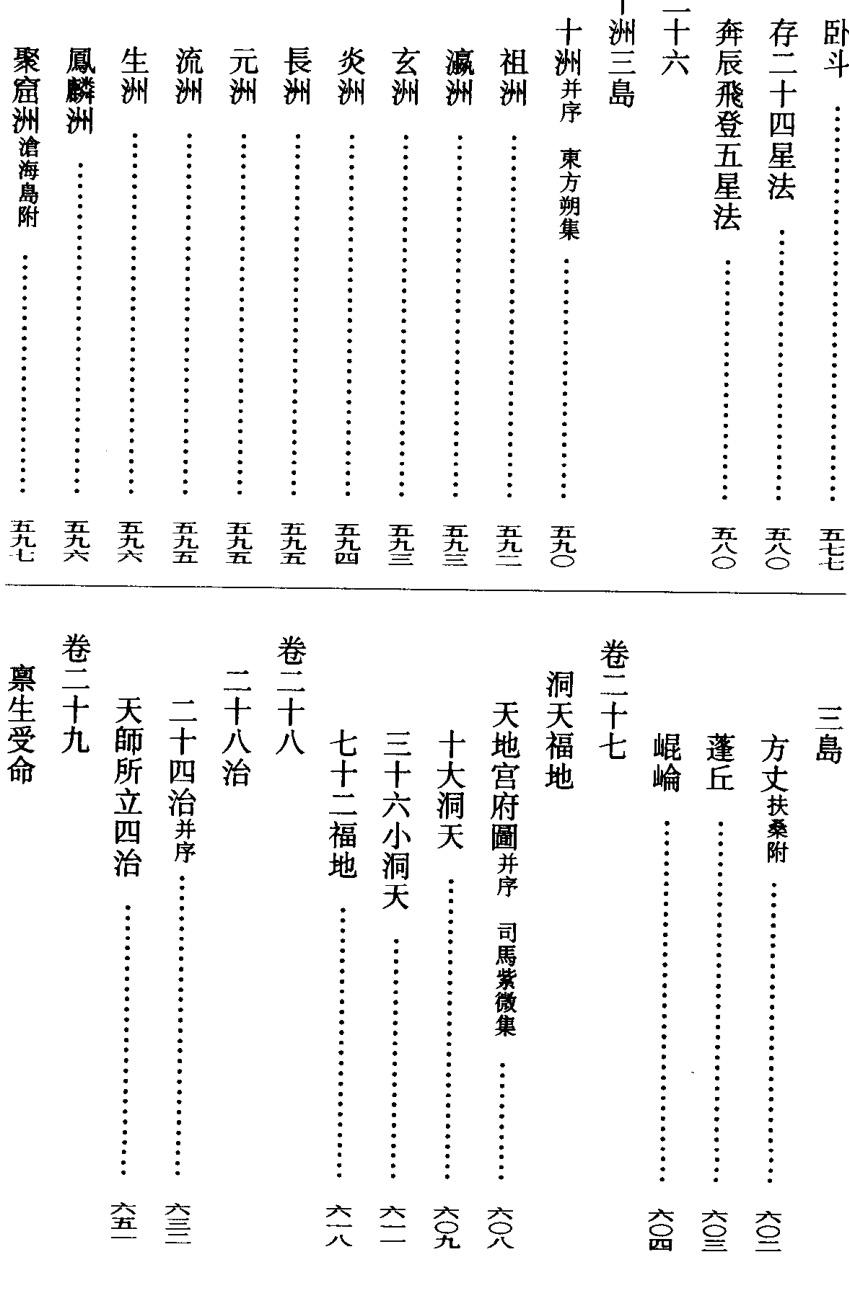 卧斗 …… 五七七
存二十四星法 …… 五八〇
奔辰飛登五星法 …… 五八〇
二十六
十洲三島
十洲并序 東方朔集 …… 五九〇
祖洲 …… 五九二
瀛洲 …… 五九三
玄洲 …… 五九三
炎洲 …… 五九四
長洲 …… 五九五
元洲 …… 五九五
流洲 …… 五九五
生洲 …… 五九六
鳳麟洲 …… 五九六
聚窟洲滄海島附 …… 五九七
三島
方丈扶桑附 …… 六〇二
蓬丘 …… 六〇三
崐崘 …… 六〇四
卷二十七
洞天福地
天地宮府圖并序 司馬紫微集 …… 六〇八
十大洞天 …… 六〇九
三十六小洞天 …… 六一一
七十二福地 …… 六一八
卷二十八
二十八治
二十四治并序 …… 六三二
天師所立四治 …… 六五一
卷二十九
禀生受命